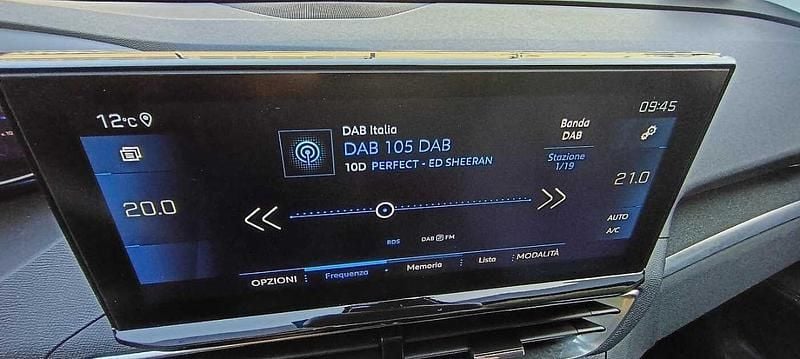 12°C
09:45
DAB Italia
DAB 105 DAB
10D PERFECT - ED SHEERAN
Banda
DAB
Stazione
1/19
20.0
21.0
AUTO
A/C
RDS
DAB FM
OPZIONI
Frequenza
Memoria
Lista
MODALITÀ